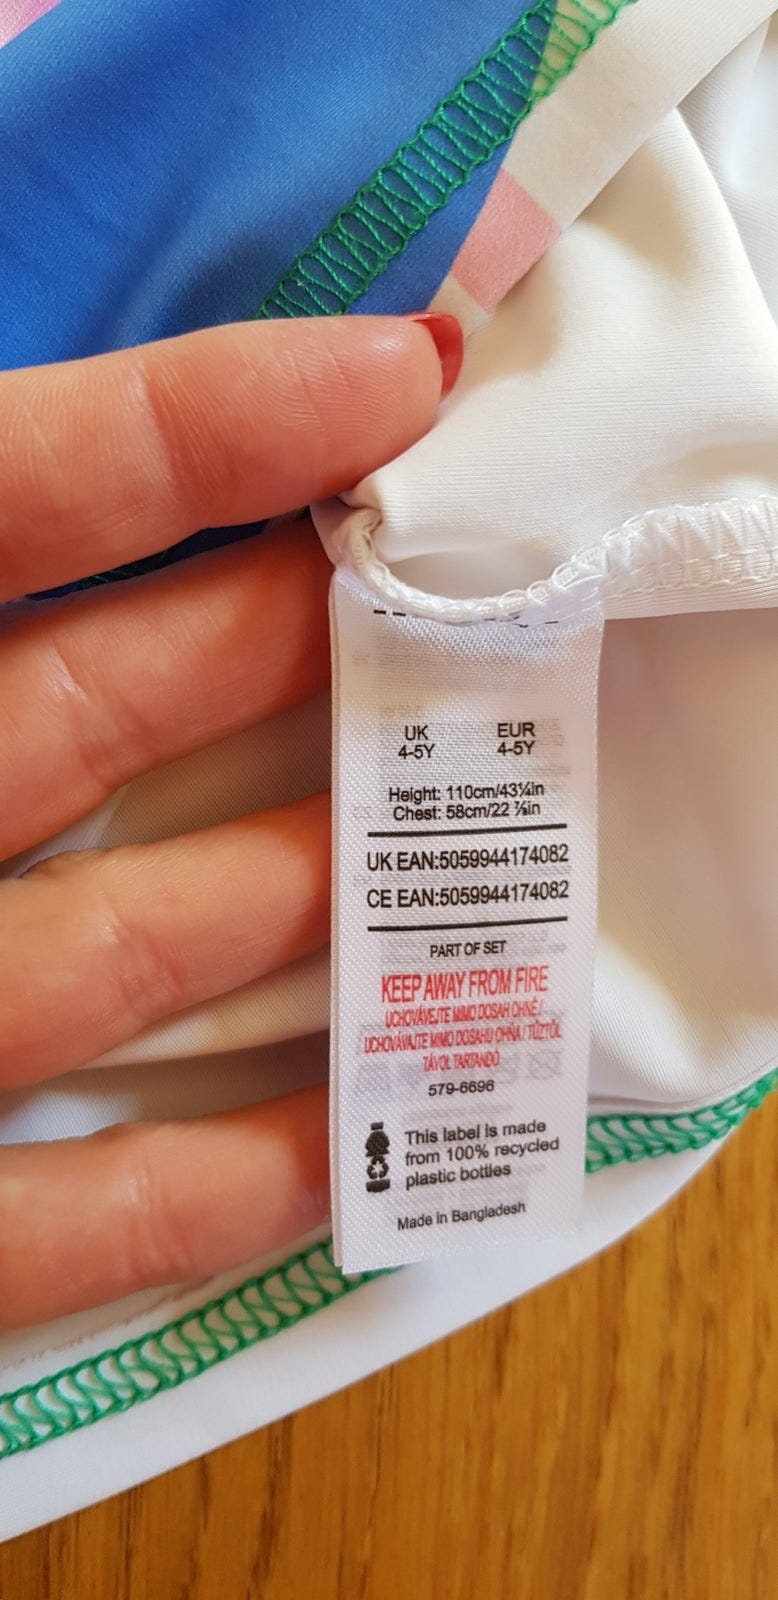 UK EUR
4-5Y 4-5Y
Height: 110cm/43¼in
Chest: 58cm/22 ⅞in
UK EAN:5059944174082
CE EAN:5059944174082
PART OF SET
KEEP AWAY FROM FIRE
UCHOVÁVEJTE MIMO DOSAH OHNĚ /
UCHOVÁVAJTE MIMO DOSAHU OHŇA / TŰZTŐL
TÁVOL TARTANDÓ
579-6696
This label is made
from 100% recycled
plastic bottles
Made in Bangladesh